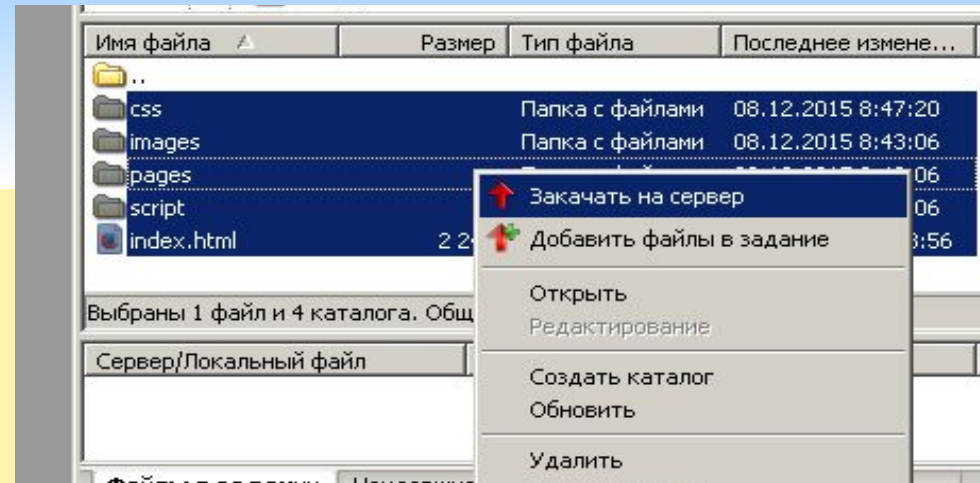 Имя файла Размер Тип файла Последнее измене...
..
css Папка с файлами 08.12.2015 8:47:20
images Папка с файлами 08.12.2015 8:43:06
pages 06
script 06
index.html 2 2 :56
Выбраны 1 файл и 4 каталога. Общ
Сервер/Локальный файл
Закачать на сервер
Добавить файлы в задание
Открыть
Редактирование
Создать каталог
Обновить
Удалить